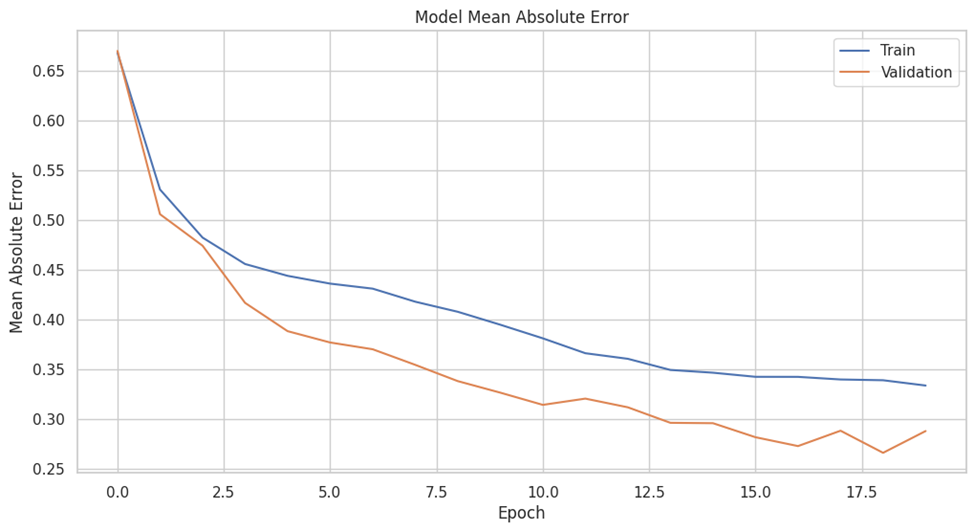 Model Mean Absolute Error
Train
Validation
Mean Absolute Error
0.65
0.60
0.55
0.50
0.45
0.40
0.35
0.30
0.25
0.0 2.5 5.0 7.5 10.0 12.5 15.0 17.5
Epoch